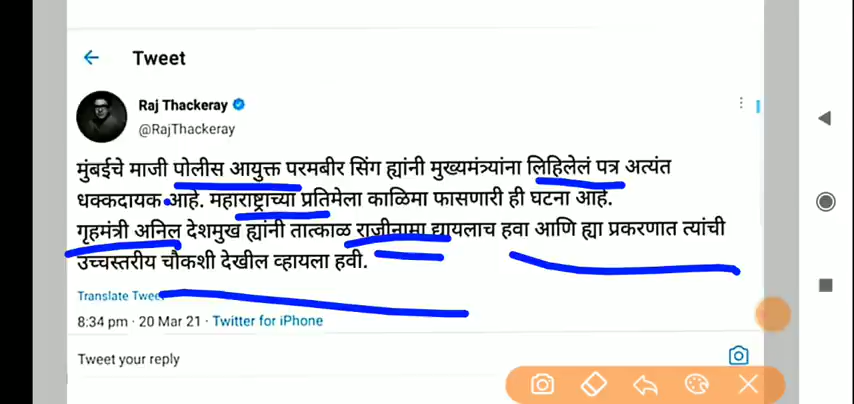 Tweet
Raj Thackeray
@RajThackeray
मुंबईचे माजी पोलीस आयुक्त परमबीर सिंग ह्यांनी मुख्यमंत्र्यांना लिहिलेलं पत्र अत्यंत
धक्कदायक आहे. महाराष्ट्राच्या प्रतिमेला काळिमा फासणारी ही घटना आहे.
गृहमंत्री अनिल देशमुख ह्यांनी तात्काळ राजीनामा द्यायलाच हवा आणि ह्या प्रकरणात त्यांची
उच्चस्तरीय चौकशी देखील व्हायला हवी.
Translate Tweet
8:34 pm · 20 Mar 21 · Twitter for iPhone
Tweet your reply